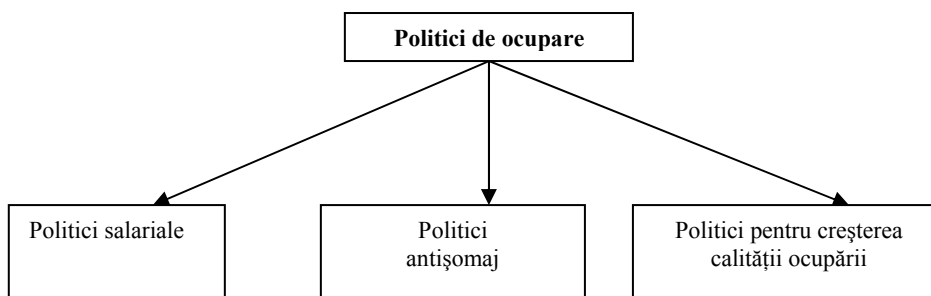 Politici de ocupare
Politici salariale
Politici
antişomaj
Politici pentru creşterea
calităţii ocupării